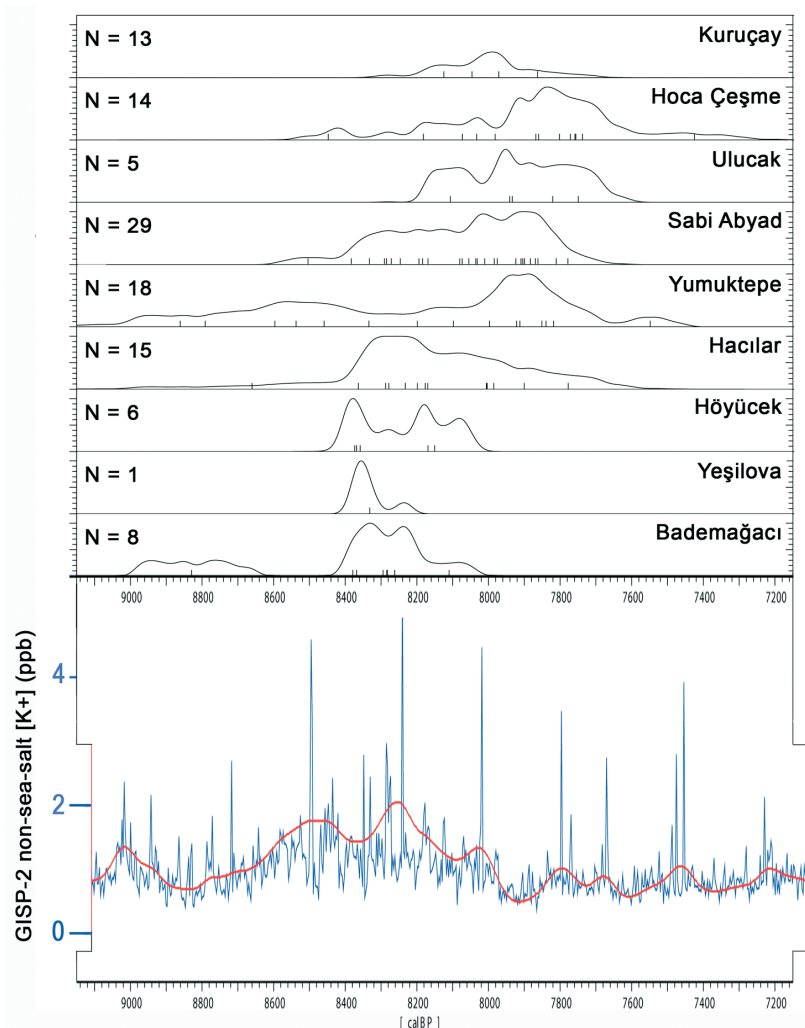 N = 13 Kuruçay
N = 14 Hoca Çeşme
N = 5 Ulucak
N = 29 Sabi Abyad
N = 18 Yumuktepe
N = 15 Hacılar
N = 6 Höyücek
N = 1 Yeşilova
N = 8 Bademağacı
9000 8800 8600 8400 8200 8000 7800 7600 7400 7200
GISP-2 non-sea-salt [K+] (ppb)
4
2
0
9000 8800 8600 8400 8200 8000 7800 7600 7400 7200
[ calBP ]